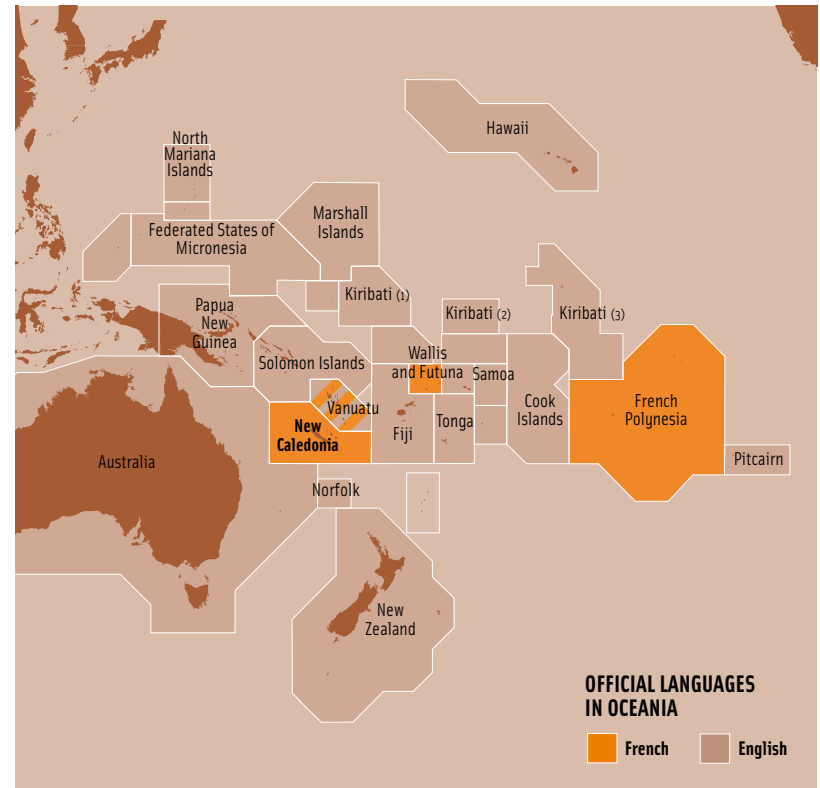 Hawaii
North
Mariana
Islands
Marshall
Islands
Federated States of
Micronesia
Kiribati (1)
Kiribati (2)
Kiribati (3)
Papua
New
Guinea
Solomon Islands
Wallis
and Futuna
Samoa
Vanuatu
Cook
Islands
French
Polynesia
New
Caledonia
Fiji
Tonga
Australia
Pitcairn
Norfolk
New
Zealand
OFFICIAL LANGUAGES
IN OCEANIA
French
English